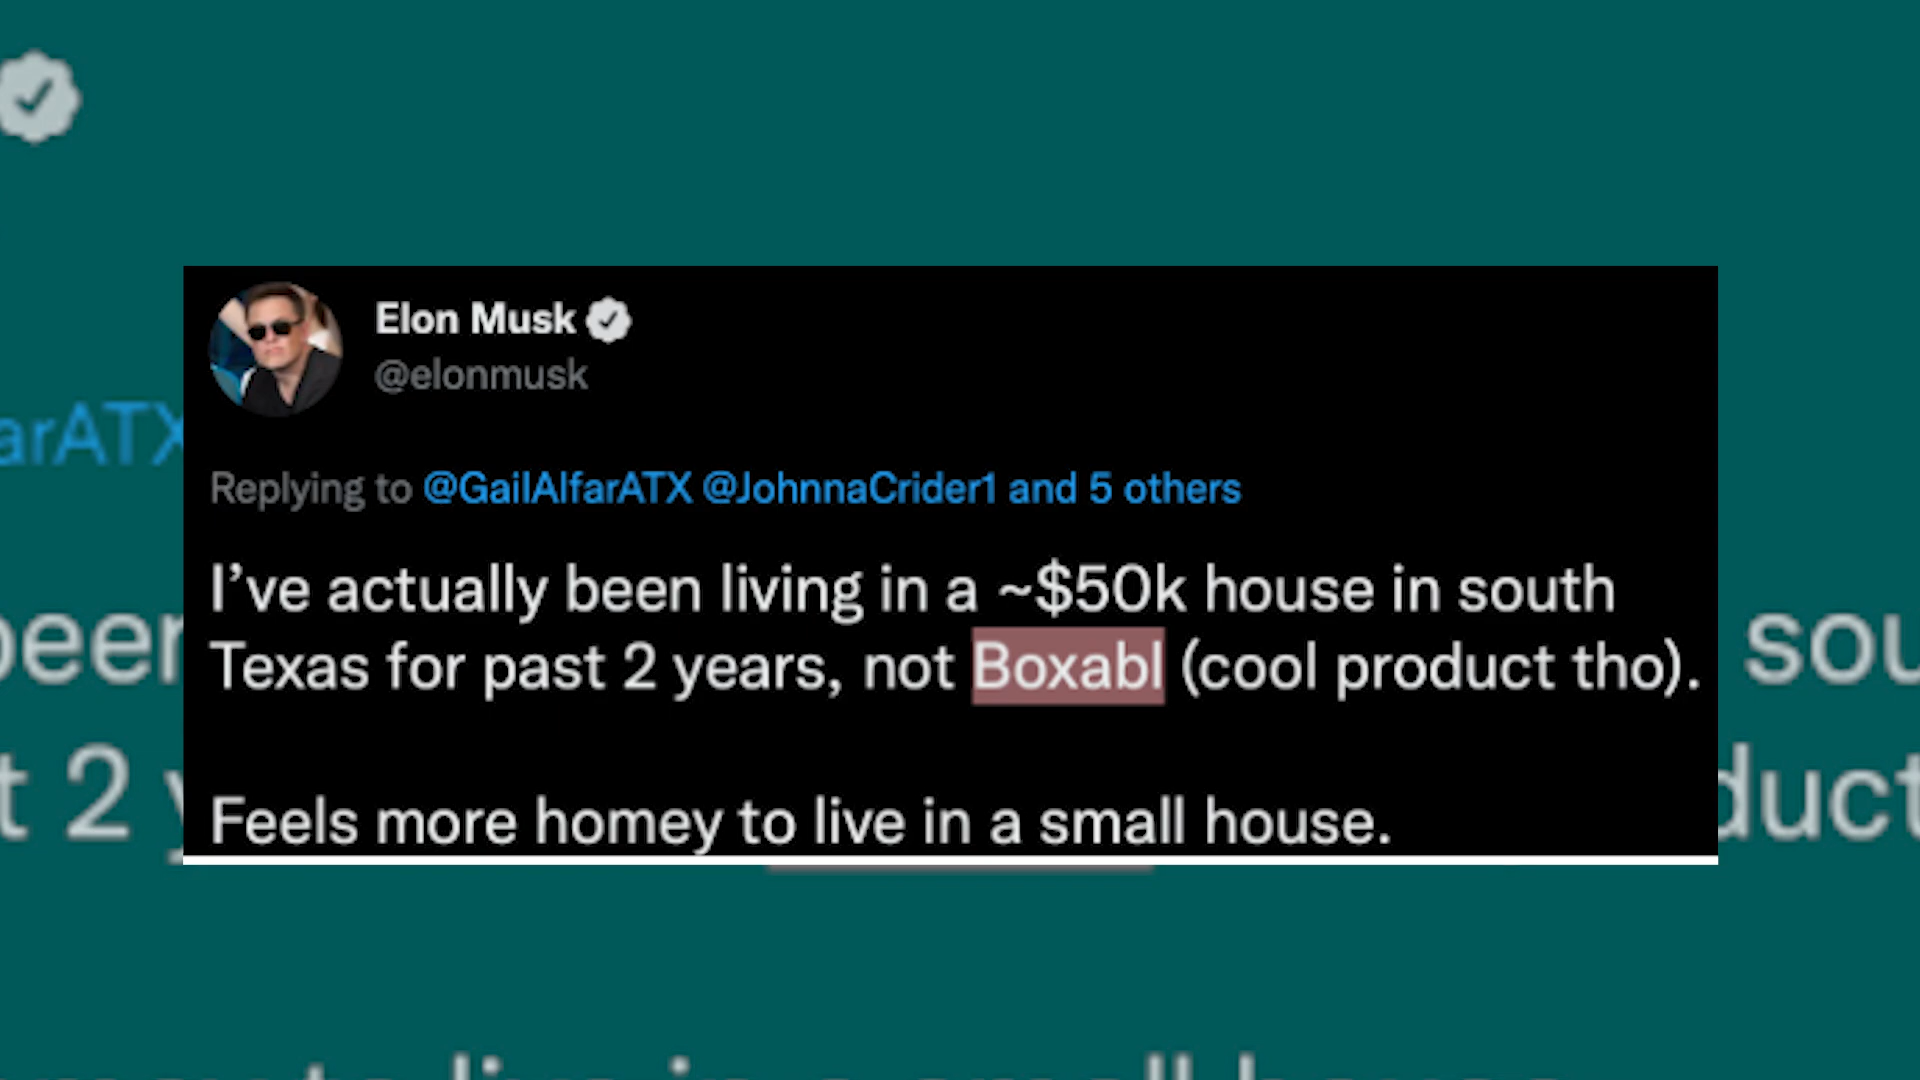 Elon Musk
@elonmusk
Replying to @GailAlfarATX @JohnnaCrider1 and 5 others
I’ve actually been living in a ~$50k house in south
Texas for past 2 years, not Boxabl (cool product tho).
Feels more homey to live in a small house.